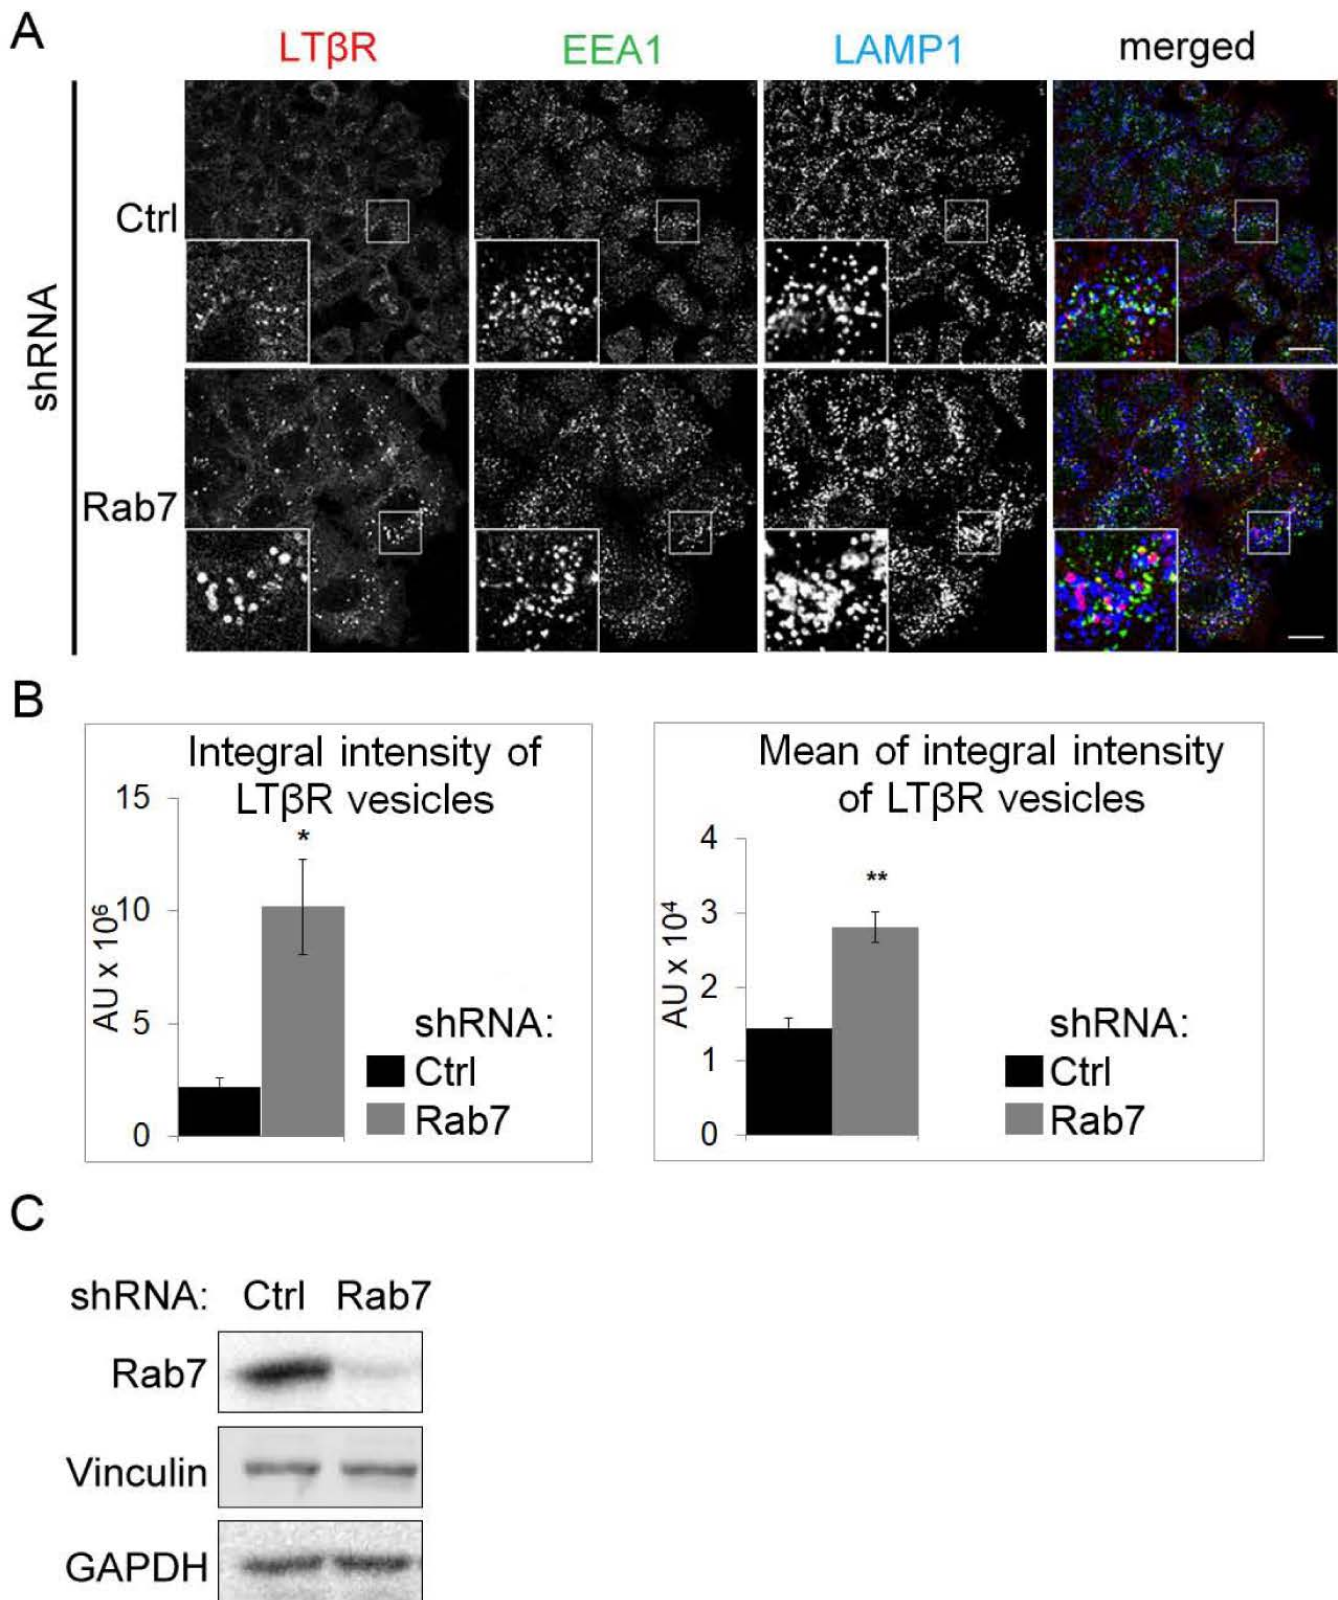 A
LTβR EEA1 LAMP1 merged
shRNA
Ctrl
Rab7
B
Integral intensity of
LTβR vesicles
15
*
10
5
0
AU x 10⁶
shRNA:
Ctrl
Rab7
Mean of integral intensity
of LTβR vesicles
4
**
3
2
1
0
AU x 10⁴
shRNA:
Ctrl
Rab7
C
shRNA: Ctrl Rab7
Rab7
Vinculin
GAPDH